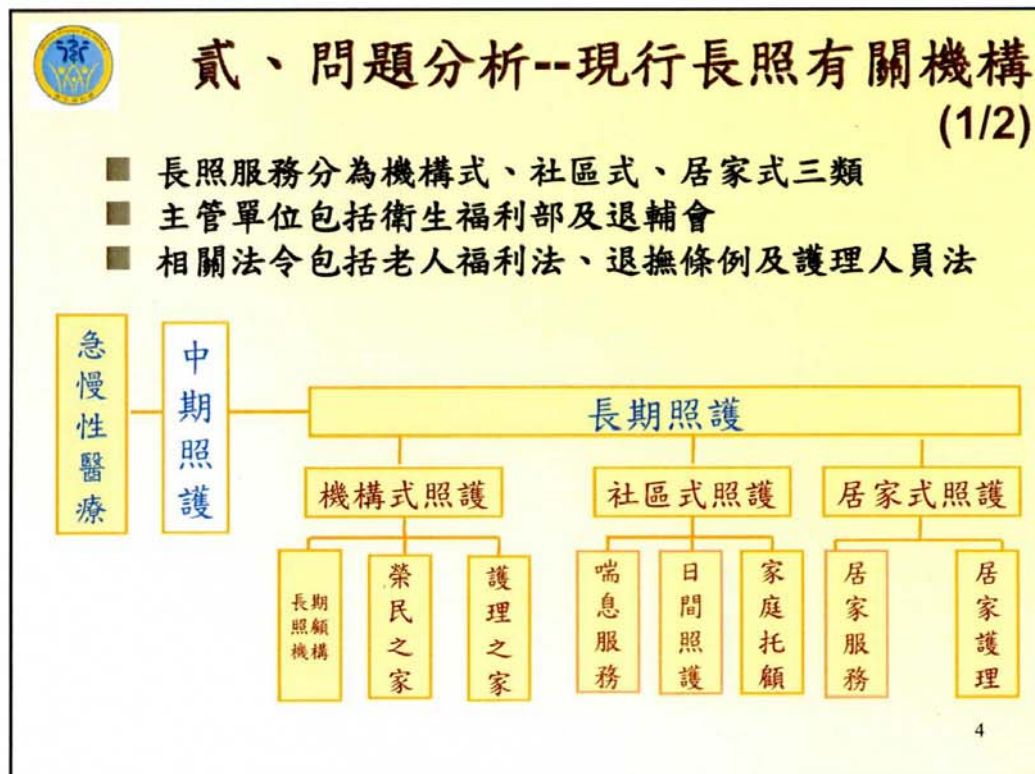 貳、問題分析--現行長照有關機構
(1/2)
長照服務分為機構式、社區式、居家式三類
主管單位包括衛生福利部及退輔會
相關法令包括老人福利法、退撫條例及護理人員法
急慢性醫療
中期照護
長期照護
機構式照護
社區式照護
居家式照護
長期照顧機構
榮民之家
護理之家
喘息服務
日間照護
家庭托顧
居家服務
居家護理
4